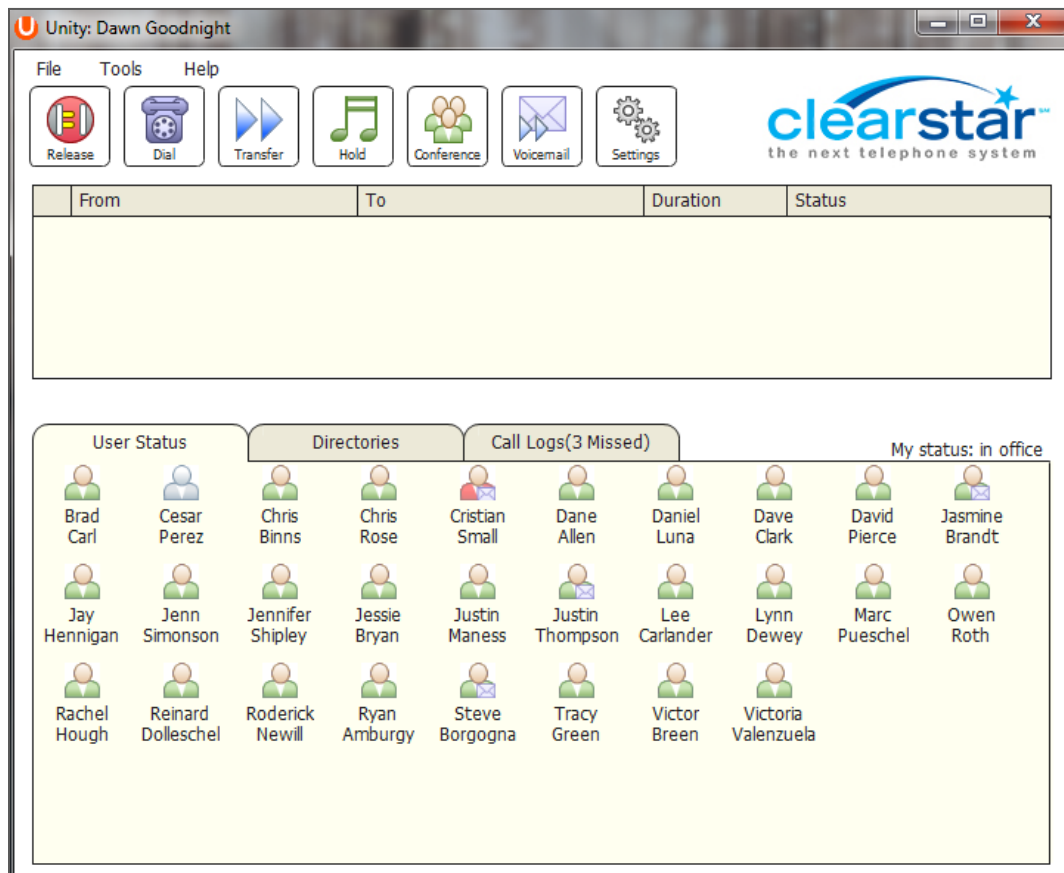 Unity: Dawn Goodnight
File Tools Help
Release Dial Transfer Hold Conference Voicemail Settings
clearstar SM
the next telephone system
From To Duration Status
User Status Directories Call Logs(3 Missed) My status: in office
Brad Cesar Chris Chris Cristian Dane Daniel Dave David Jasmine
Carl Perez Binns Rose Small Allen Luna Clark Pierce Brandt
Jay Jenn Jennifer Jessie Justin Justin Lee Lynn Marc Owen
Hennigan Simonson Shipley Bryan Maness Thompson Carlander Dewey Pueschel Roth
Rachel Reinard Roderick Ryan Steve Tracy Victor Victoria
Hough Dolleschel Newill Amburgy Borgogna Green Breen Valenzuela